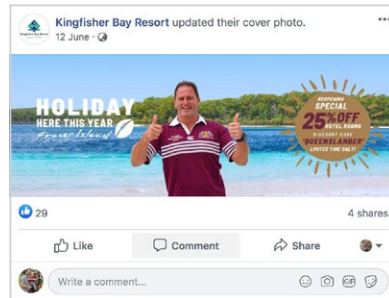 Kingfisher Bay Resort updated their cover photo.
12 June ·
HOLIDAY
HERE THIS YEAR
Fraser Island
REOPENING
SPECIAL
25% OFF
HOTEL ROOMS
DISCOUNT CODE
'QUEENSLANDER'
LIMITED TIME ONLY!
29
4 shares
Like
Comment
Share
Write a comment...
GIF